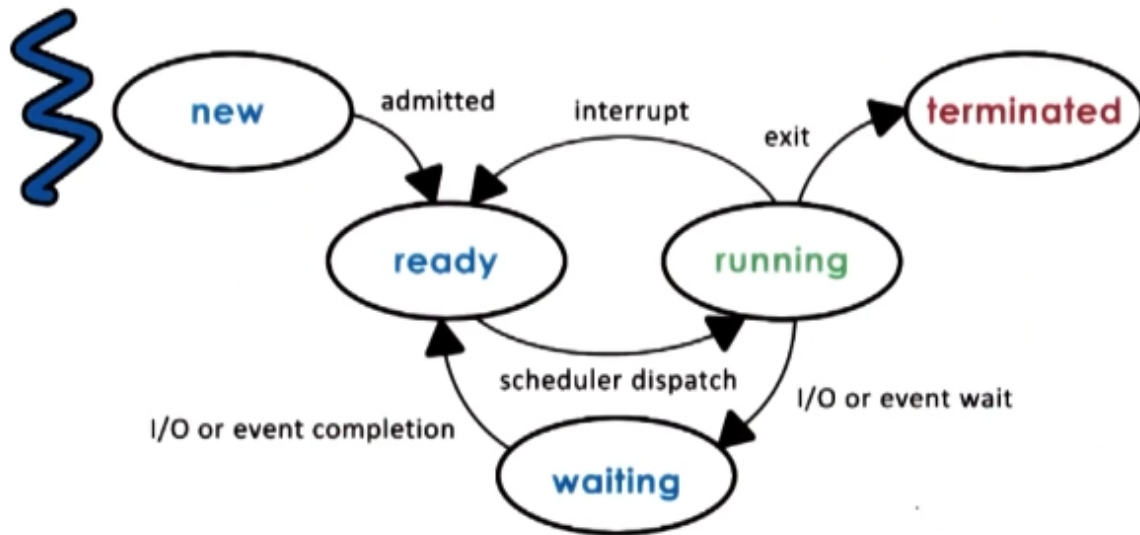 new
admitted
interrupt
exit
terminated
ready
running
scheduler dispatch
I/O or event wait
I/O or event completion
waiting